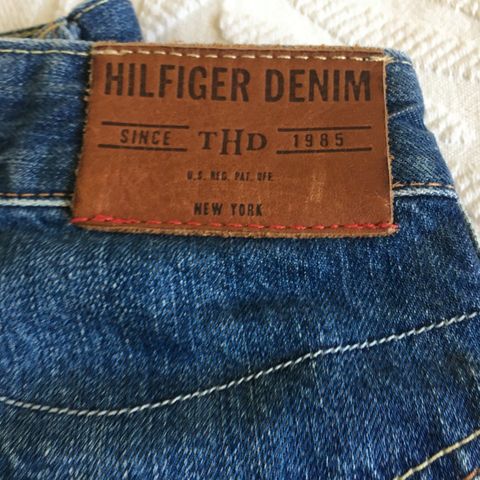 HILFIGER DENIM
SINCE THD 1985
U.S. REG. PAT. OFF.
NEW YORK